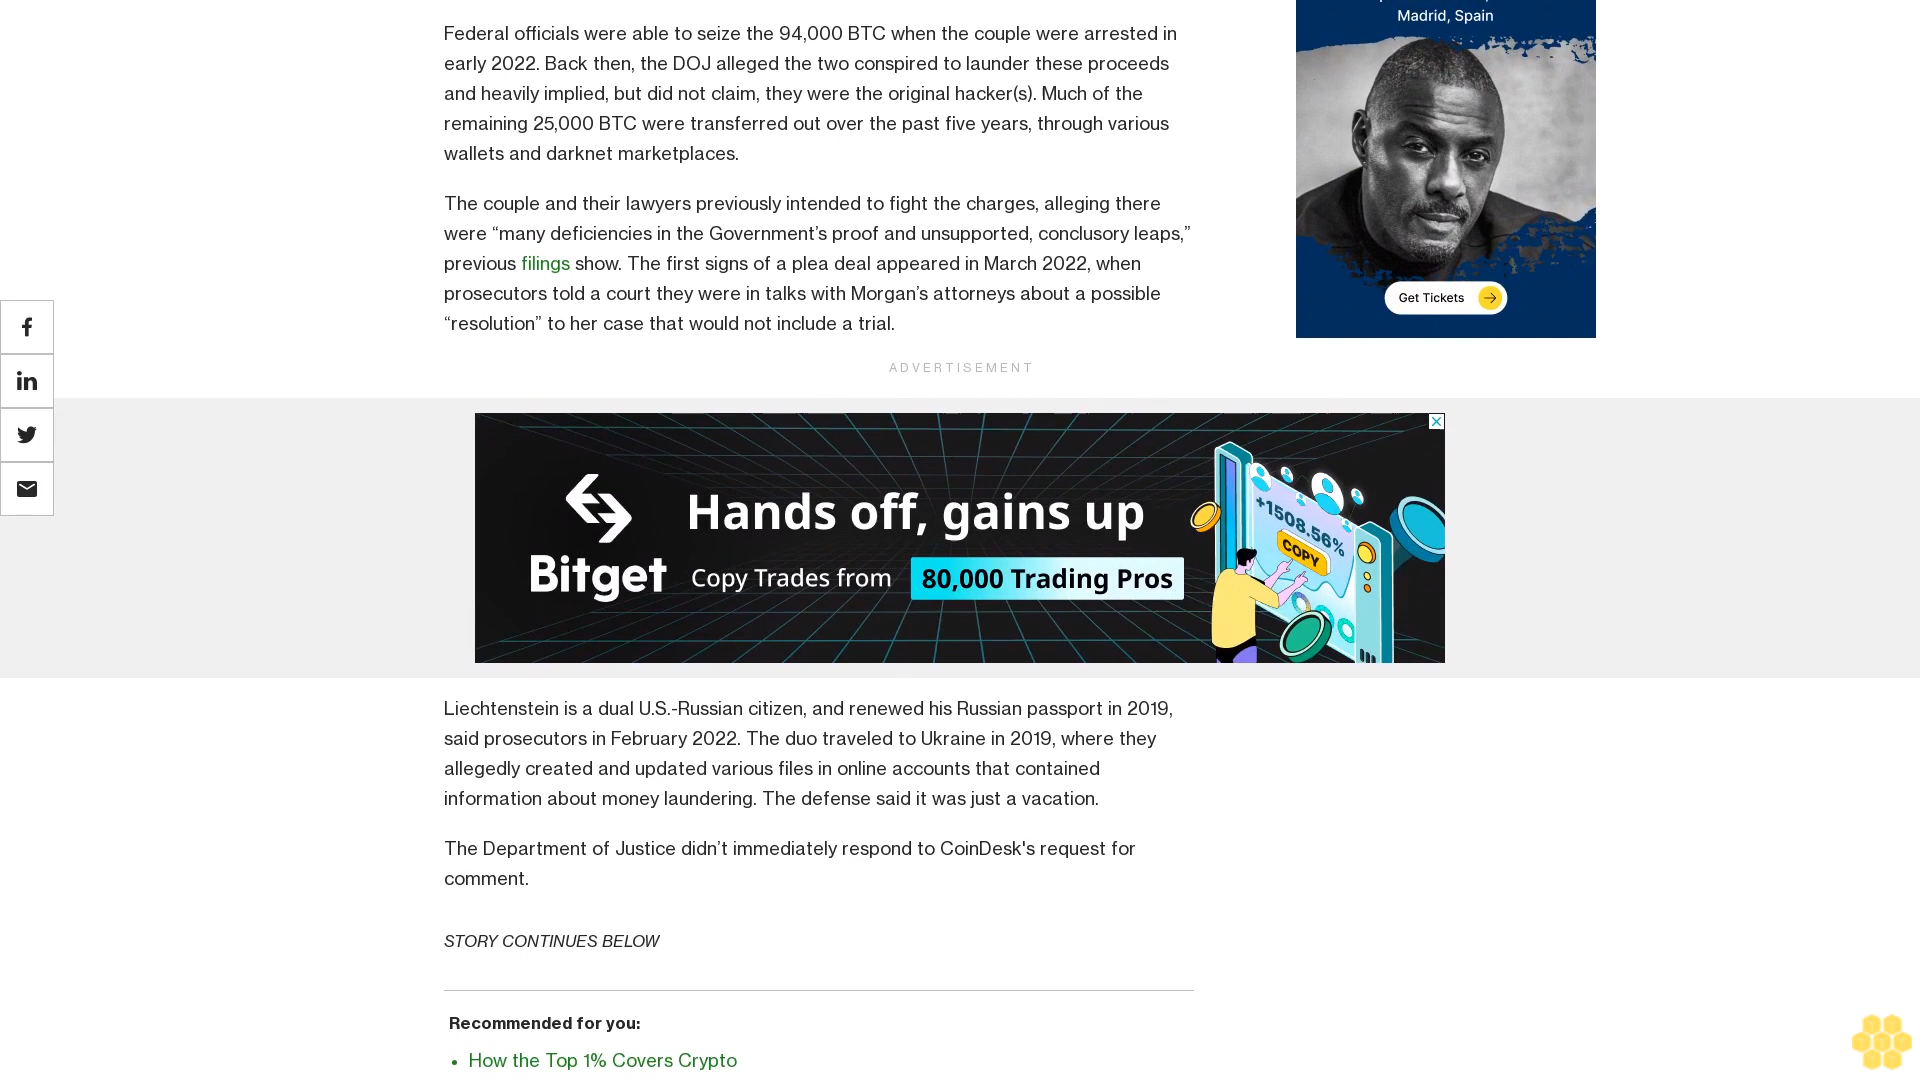 Madrid, Spain
Federal officials were able to seize the 94,000 BTC when the couple were arrested in
early 2022. Back then, the DOJ alleged the two conspired to launder these proceeds
and heavily implied, but did not claim, they were the original hacker(s). Much of the
remaining 25,000 BTC were transferred out over the past five years, through various
wallets and darknet marketplaces.
The couple and their lawyers previously intended to fight the charges, alleging there
were “many deficiencies in the Government’s proof and unsupported, conclusory leaps,”
previous filings show. The first signs of a plea deal appeared in March 2022, when
prosecutors told a court they were in talks with Morgan’s attorneys about a possible
“resolution” to her case that would not include a trial.
Get Tickets
ADVERTISEMENT
Bitget
Hands off, gains up
Copy Trades from 80,000 Trading Pros
+1508.56%
COPY
Liechtenstein is a dual U.S.-Russian citizen, and renewed his Russian passport in 2019,
said prosecutors in February 2022. The duo traveled to Ukraine in 2019, where they
allegedly created and updated various files in online accounts that contained
information about money laundering. The defense said it was just a vacation.
The Department of Justice didn’t immediately respond to CoinDesk's request for
comment.
STORY CONTINUES BELOW
Recommended for you:
• How the Top 1% Covers Crypto